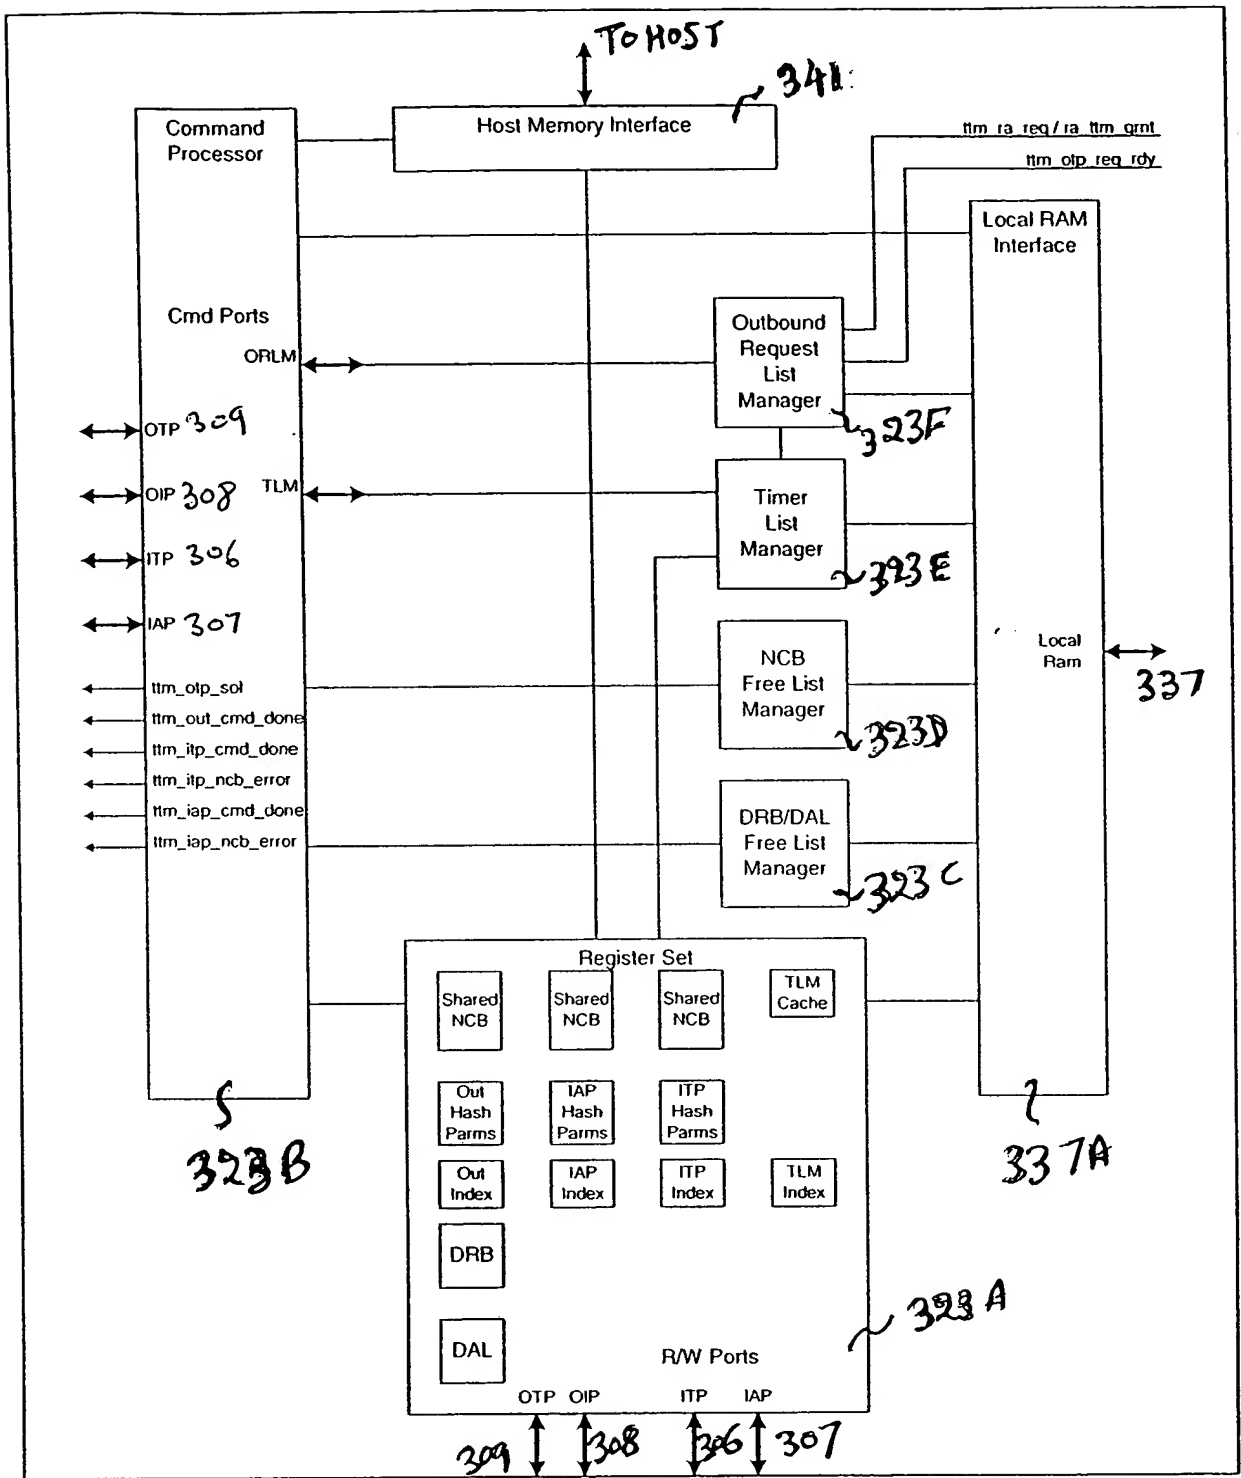 TO HOST
341
Command
Processor
Host Memory Interface
ttm_ra_req / ra_ttm_grnt
ttm_otp_req_rdy
Local RAM
Interface
Cmd Ports
ORLM
Outbound
Request
List
Manager
323F
OTP 309
OIP 308
TLM
ITP 306
IAP 307
Timer
List
Manager
323E
NCB
Free List
Manager
323D
Local
Ram
337
ttm_otp_sol
ttm_out_cmd_done
ttm_itp_cmd_done
ttm_itp_ncb_error
ttm_iap_cmd_done
ttm_iap_ncb_error
DRB/DAL
Free List
Manager
323C
Register Set
Shared
NCB
Shared
NCB
Shared
NCB
TLM
Cache
Out
Hash
Parms
IAP
Hash
Parms
ITP
Hash
Parms
Out
Index
IAP
Index
ITP
Index
TLM
Index
DRB
DAL
323B
337A
323A
R/W Ports
OTP OIP ITP IAP
309 308 306 307